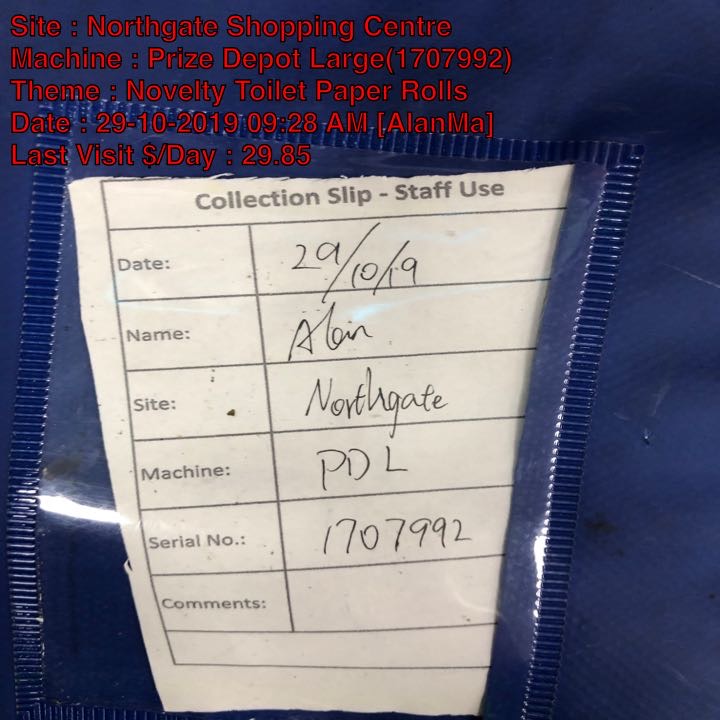 Site : Northgate Shopping Centre
Machine : Prize Depot Large(1707992)
Theme : Novelty Toilet Paper Rolls
Date : 29-10-2019 09:28 AM [AlanMa]
Last Visit $/Day : 29.85
Collection Slip - Staff Use
Date: 29/10/19
Name: Alan
Site: Northgate
Machine: PDL
Serial No.: 1707992
Comments: